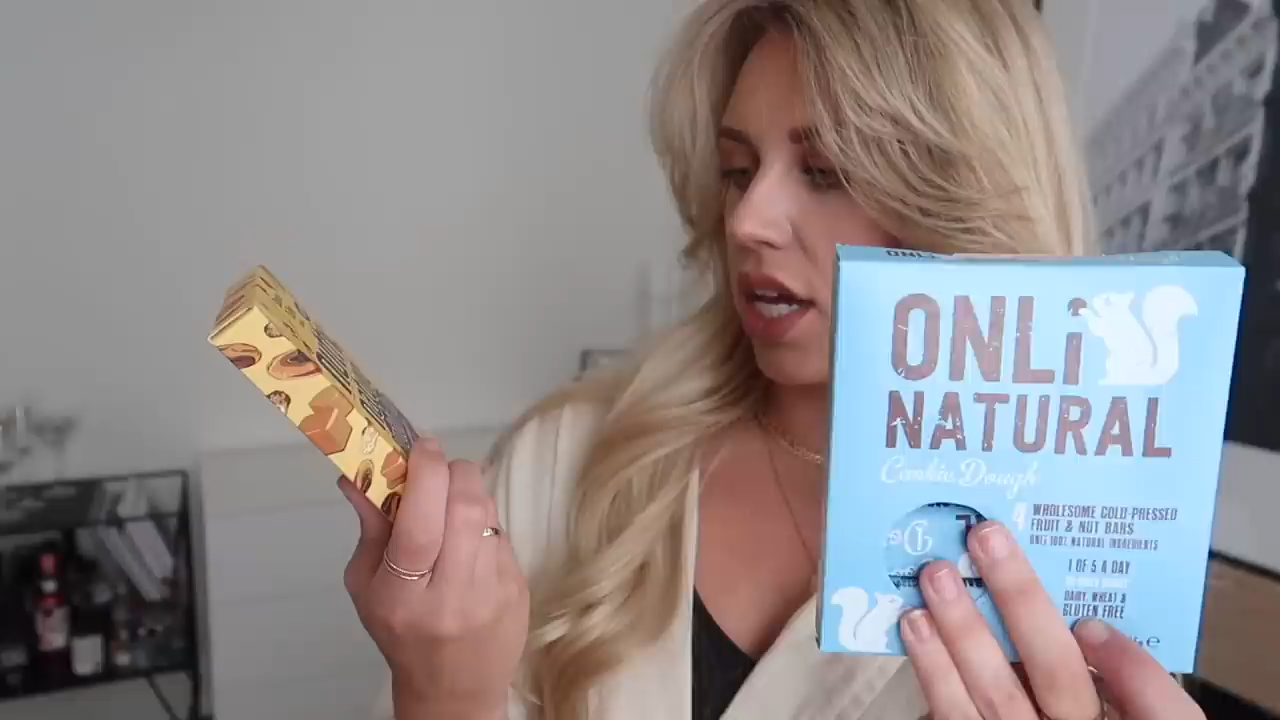 ONLi
NATURAL
Cookie Dough
4 WHOLESOME COLD-PRESSED
FRUIT & NUT BARS
ONLY 100% NATURAL INGREDIENTS
1 OF 5 A DAY
DAIRY, WHEAT &
GLUTEN FREE